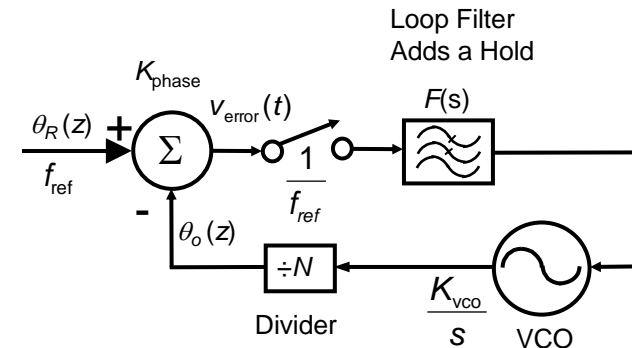 Loop Filter
Adds a Hold
K_phase
θ_R(z)
+
f_ref
Σ
-
v_error(t)
1
f_ref
F(s)
θ_o(z)
÷N
Divider
K_vco
s
VCO